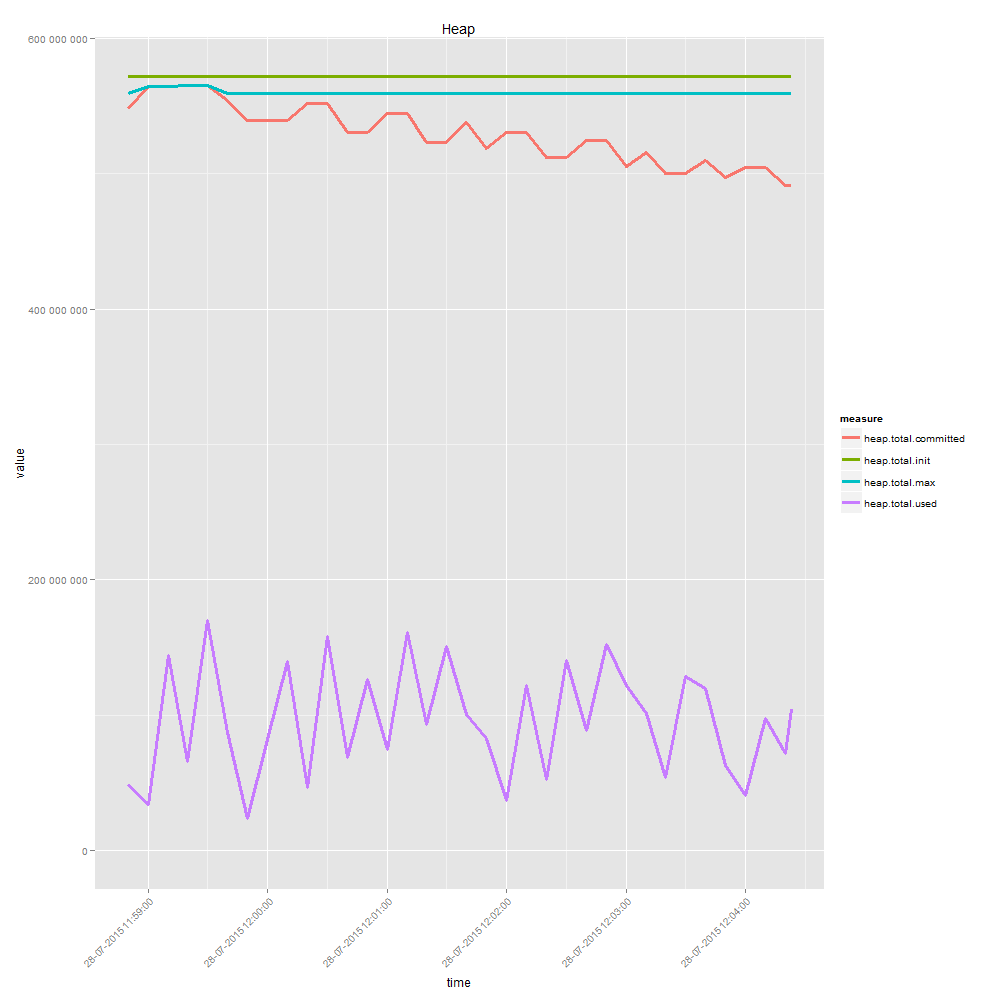 Heap
600 000 000
400 000 000
200 000 000
0
value
28-07-2015 11:59:00
28-07-2015 12:00:00
28-07-2015 12:01:00
28-07-2015 12:02:00
28-07-2015 12:03:00
28-07-2015 12:04:00
time
measure
heap.total.committed
heap.total.init
heap.total.max
heap.total.used